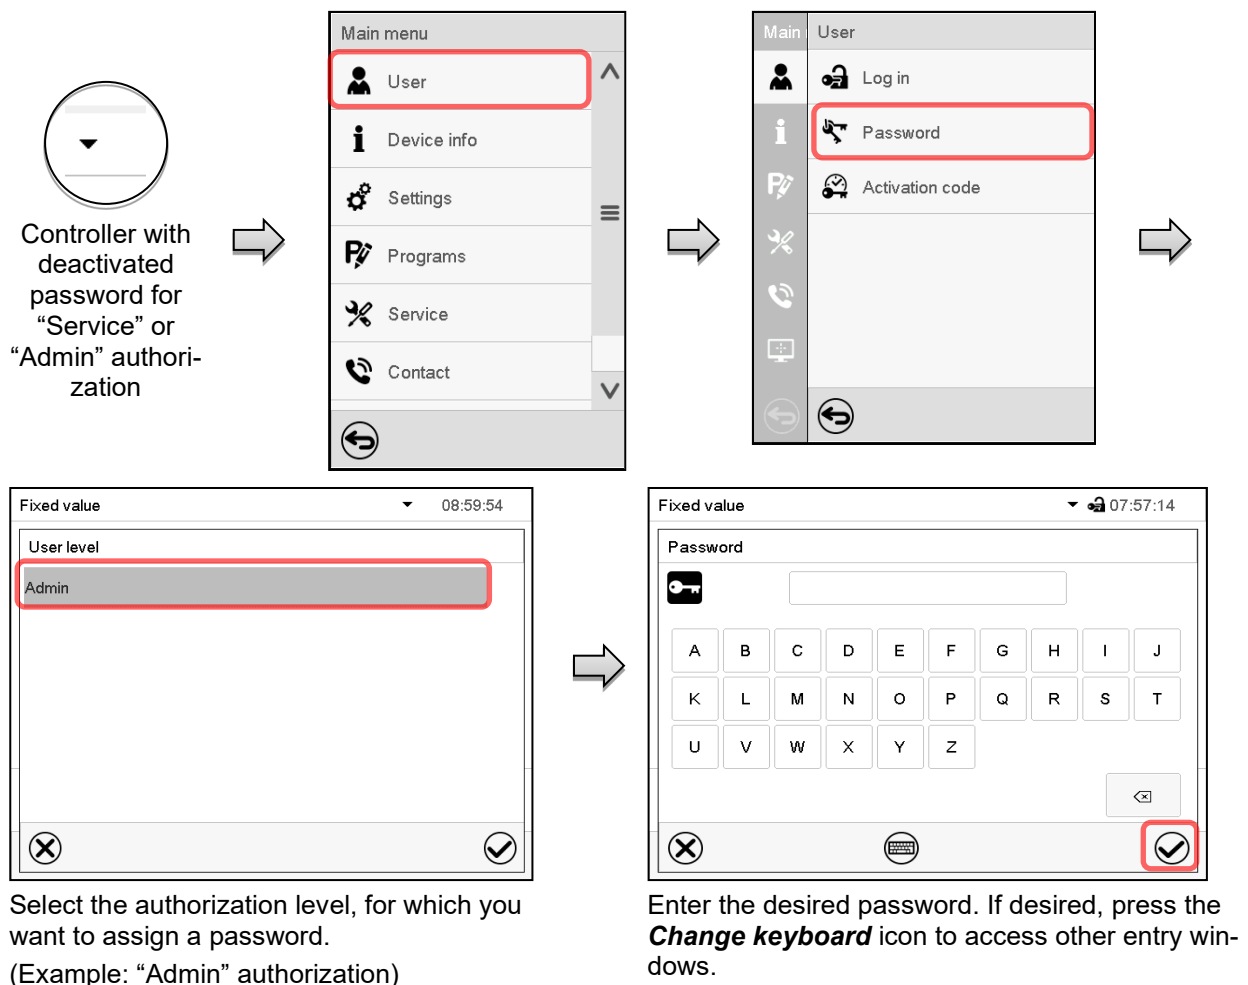 Controller with
deactivated
password for
“Service” or
“Admin” authori-
zation
Main menu
User
Device info
Settings
Programs
Service
Contact
Main
User
Log in
Password
Activation code
Fixed value
08:59:54
User level
Admin
Select the authorization level, for which you
want to assign a password.
(Example: “Admin” authorization)
Fixed value
07:57:14
Password
A B C D E F G H I J
K L M N O P Q R S T
U V W X Y Z
Enter the desired password. If desired, press the
Change keyboard icon to access other entry win-
dows.